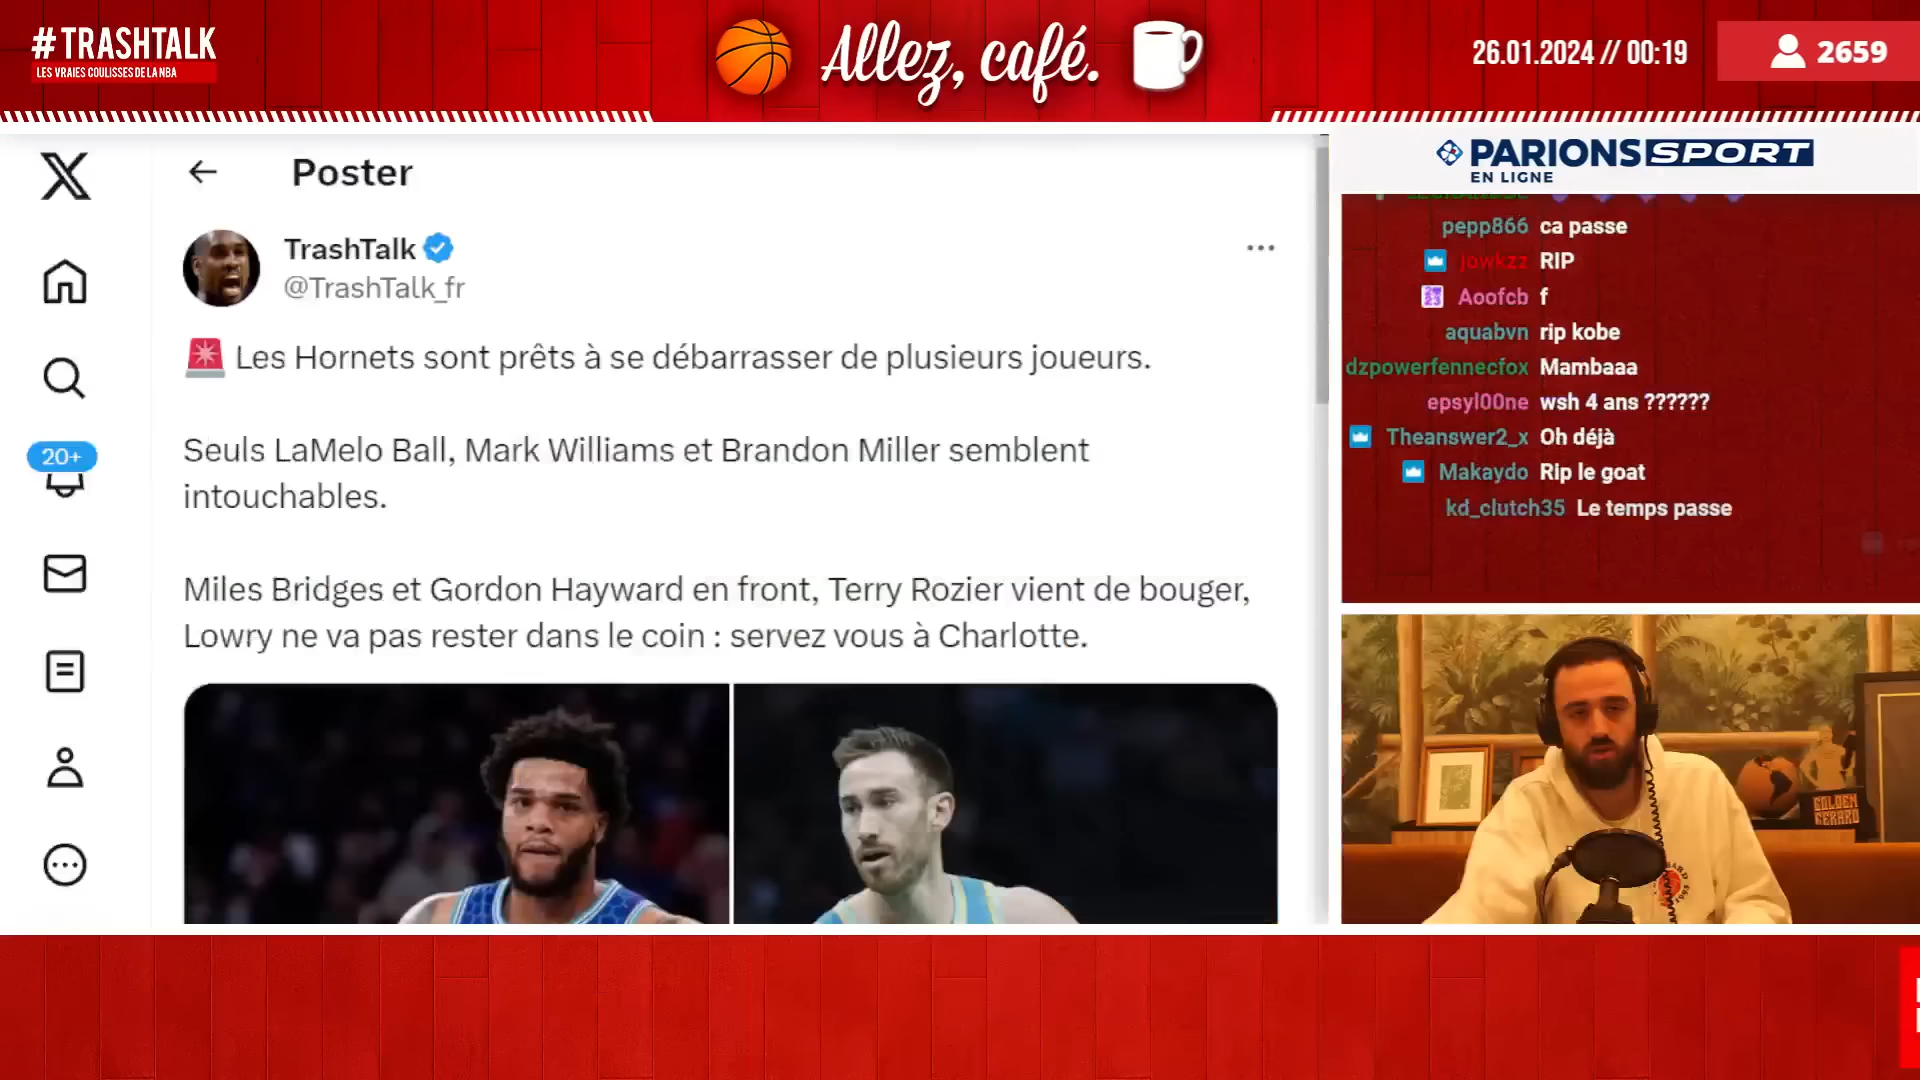 #TRASHTALK
LES VRAIES COULISSES DE LA NBA
Allez, café.
26.01.2024 // 00:19
2659
Poster
TrashTalk
@TrashTalk_fr
Les Hornets sont prêts à se débarrasser de plusieurs joueurs.
Seuls LaMelo Ball, Mark Williams et Brandon Miller semblent
intouchables.
Miles Bridges et Gordon Hayward en front, Terry Rozier vient de bouger,
Lowry ne va pas rester dans le coin : servez vous à Charlotte.
20+
PARIONS SPORT
EN LIGNE
pepp866 ca passe
jowkzz RIP
Aoofcb f
aquabvn rip kobe
dzpowerfennecfox Mambaaa
epsyl00ne wsh 4 ans ??????
Theanswer2_x Oh déjà
Makaydo Rip le goat
kd_clutch35 Le temps passe
GOLDEN
GERARD